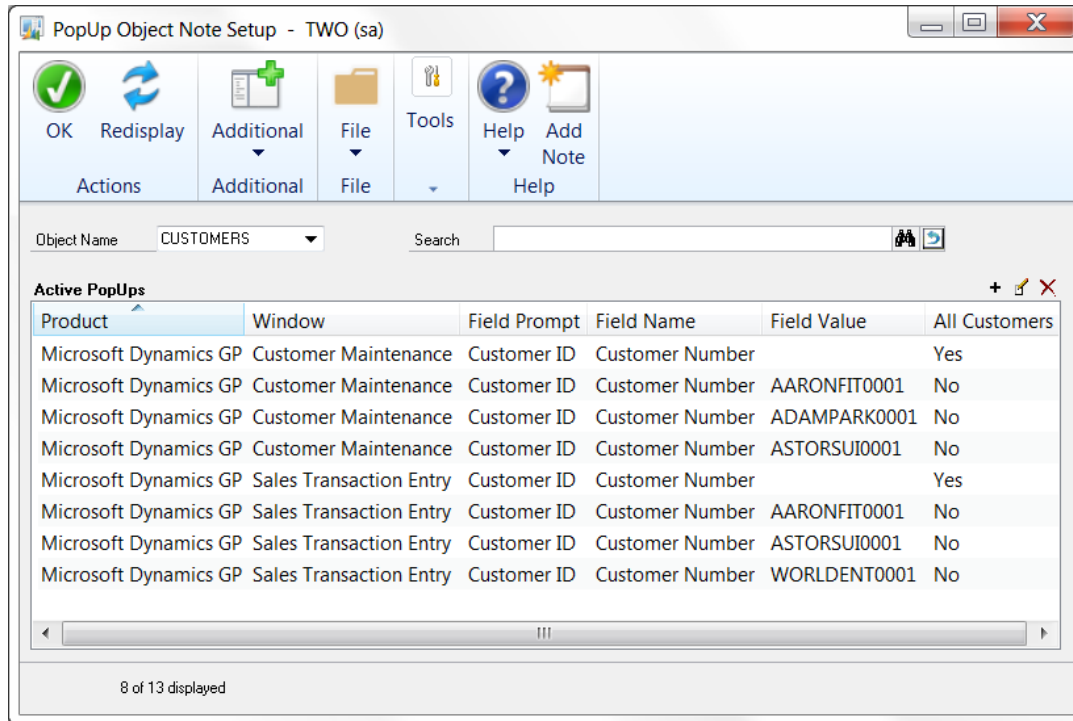 PopUp Object Note Setup - TWO (sa)
OK Redisplay Additional File Tools Help Add Note
Actions Additional File Help
Object Name CUSTOMERS Search
Active PopUps
Product Window Field Prompt Field Name Field Value All Customers
Microsoft Dynamics GP Customer Maintenance Customer ID Customer Number Yes
Microsoft Dynamics GP Customer Maintenance Customer ID Customer Number AARONFIT0001 No
Microsoft Dynamics GP Customer Maintenance Customer ID Customer Number ADAMPARK0001 No
Microsoft Dynamics GP Customer Maintenance Customer ID Customer Number ASTORSUI0001 No
Microsoft Dynamics GP Sales Transaction Entry Customer ID Customer Number Yes
Microsoft Dynamics GP Sales Transaction Entry Customer ID Customer Number AARONFIT0001 No
Microsoft Dynamics GP Sales Transaction Entry Customer ID Customer Number ASTORSUI0001 No
Microsoft Dynamics GP Sales Transaction Entry Customer ID Customer Number WORLDENT0001 No
8 of 13 displayed